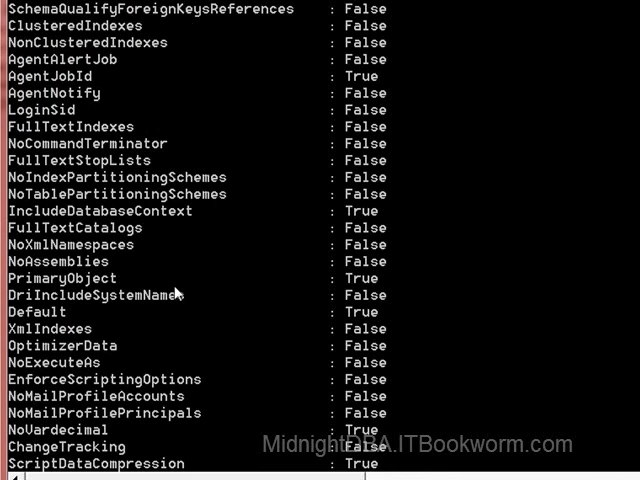 SchemaQualifyForeignKeysReferences : False
ClusteredIndexes : False
NonClusteredIndexes : False
AgentAlertJob : False
AgentJobId : True
AgentNotify : False
LoginSid : False
FullTextIndexes : False
NoCommandTerminator : False
FullTextStopLists : False
NoIndexPartitioningSchemes : False
NoTablePartitioningSchemes : False
IncludeDatabaseContext : True
FullTextCatalogs : False
NoXmlNamespaces : False
NoAssemblies : False
PrimaryObject : True
DriIncludeSystemNames : False
Default : True
XmlIndexes : False
OptimizerData : False
NoExecuteAs : False
EnforceScriptingOptions : False
NoMailProfileAccounts : False
NoMailProfilePrincipals : False
NoVardecimal : True
ChangeTracking : False
MidnightDBA.ITBookworm.com
ScriptDataCompression : True